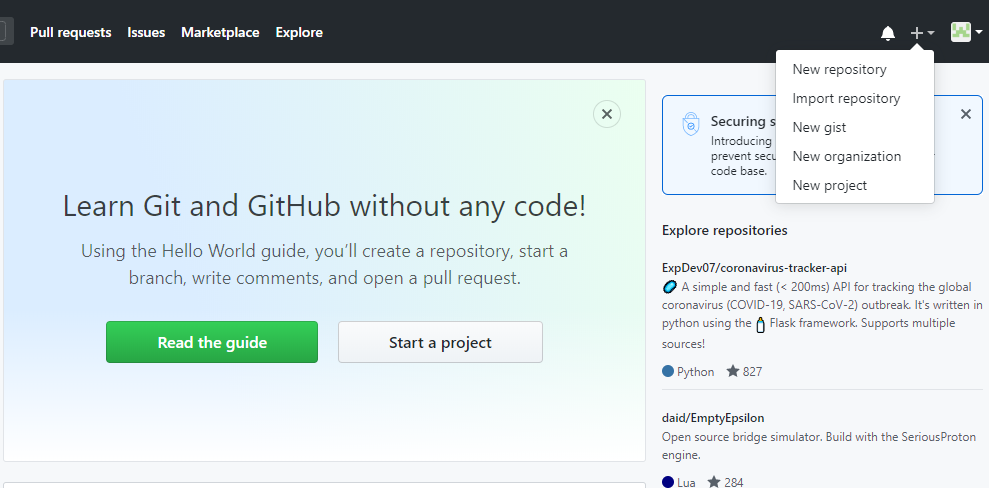 Pull requests Issues Marketplace Explore
New repository
Import repository
New gist
New organization
New project
Learn Git and GitHub without any code!
Using the Hello World guide, you’ll create a repository, start a
branch, write comments, and open a pull request.
Read the guide Start a project
Securing
Introducing
prevent
code base.
Explore repositories
ExpDev07/coronavirus-tracker-api
A simple and fast (< 200ms) API for tracking the global
coronavirus (COVID-19, SARS-CoV-2) outbreak. It's written in
python using the Flask framework. Supports multiple
sources!
Python 827
daid/EmptyEpsilon
Open source bridge simulator. Build with the SeriousProton
engine.
Lua 284